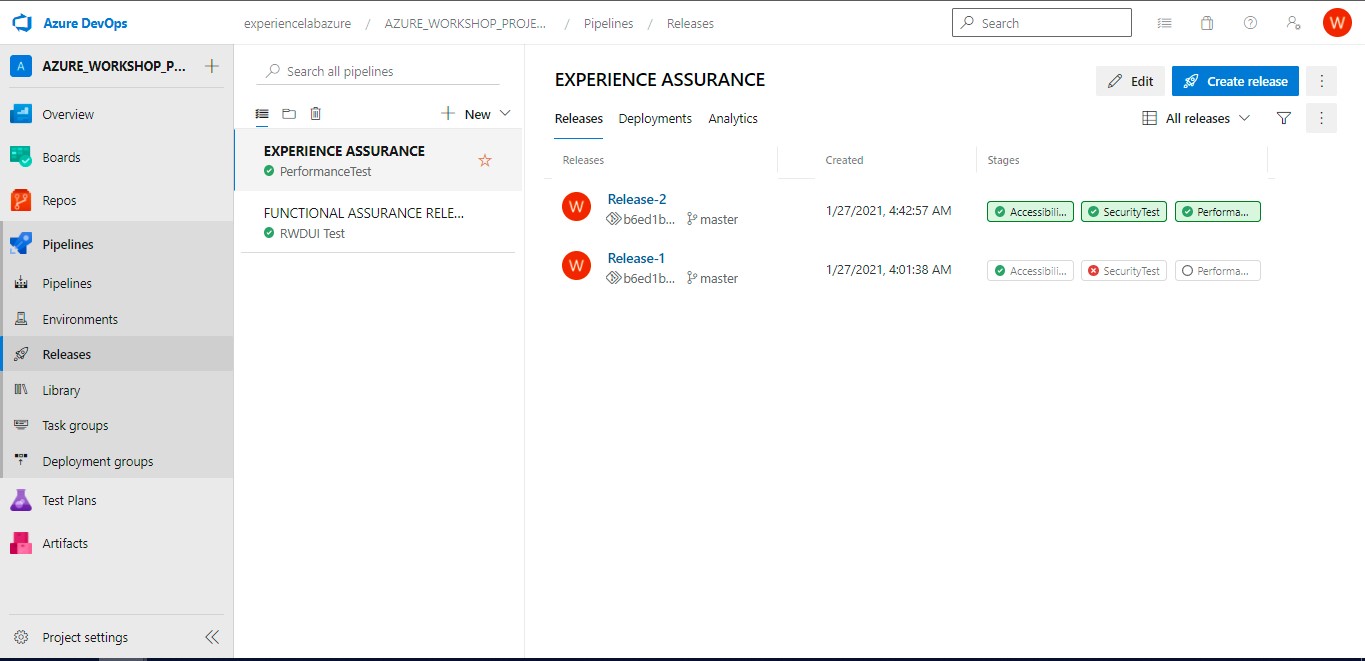 Azure DevOps
experiencelabazure / AZURE_WORKSHOP_PROJE... / Pipelines / Releases
Search
W
A AZURE_WORKSHOP_P...
Overview
Boards
Repos
Pipelines
Pipelines
Environments
Releases
Library
Task groups
Deployment groups
Test Plans
Artifacts
Project settings
Search all pipelines
New
EXPERIENCE ASSURANCE
PerformanceTest
FUNCTIONAL ASSURANCE RELE...
RWDUI Test
EXPERIENCE ASSURANCE
Edit
Create release
Releases Deployments Analytics
All releases
Releases Created Stages
W Release-2
b6ed1b... master
1/27/2021, 4:42:57 AM
Accessibili... SecurityTest Performa...
W Release-1
b6ed1b... master
1/27/2021, 4:01:38 AM
Accessibili... SecurityTest Performa...